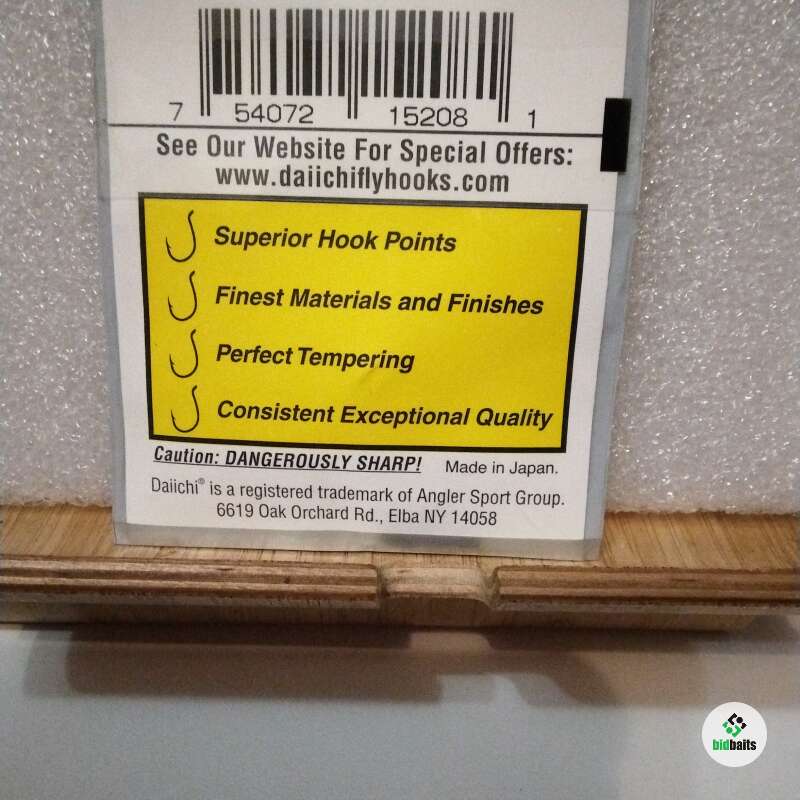 7 54072 15208 1
See Our Website For Special Offers:
www.daiichiflyhooks.com
Superior Hook Points
Finest Materials and Finishes
Perfect Tempering
Consistent Exceptional Quality
Caution: DANGEROUSLY SHARP! Made in Japan.
Daiichi® is a registered trademark of Angler Sport Group.
6619 Oak Orchard Rd., Elba NY 14058
bidbaits